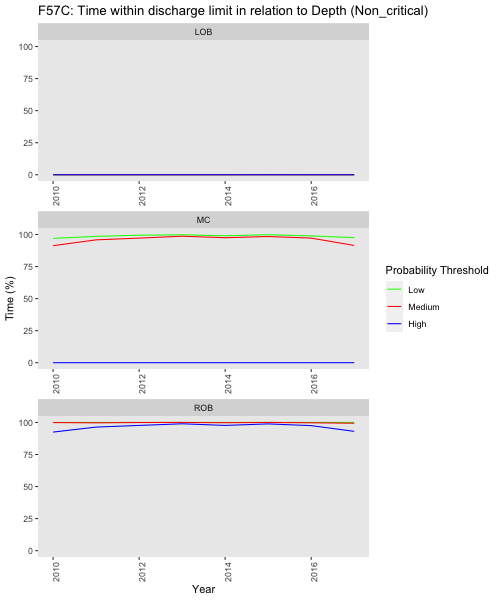 F57C: Time within discharge limit in relation to Depth (Non_critical)
LOB
100
75
50
25
0
2010
2012
2014
2016
MC
100
75
50
25
0
2010
2012
2014
2016
ROB
100
75
50
25
0
2010
2012
2014
2016
Time (%)
Year
Probability Threshold
Low
Medium
High